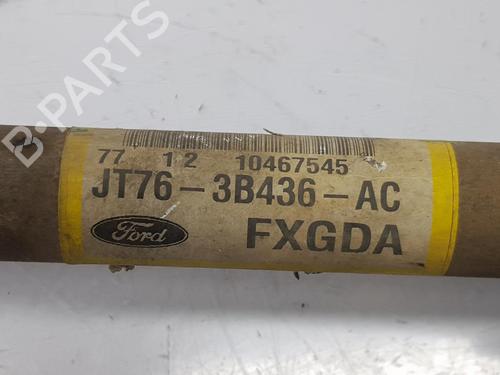 B-PARTS
77 1 2 10467545
JT76-3B436-AC
Ford FXGDA